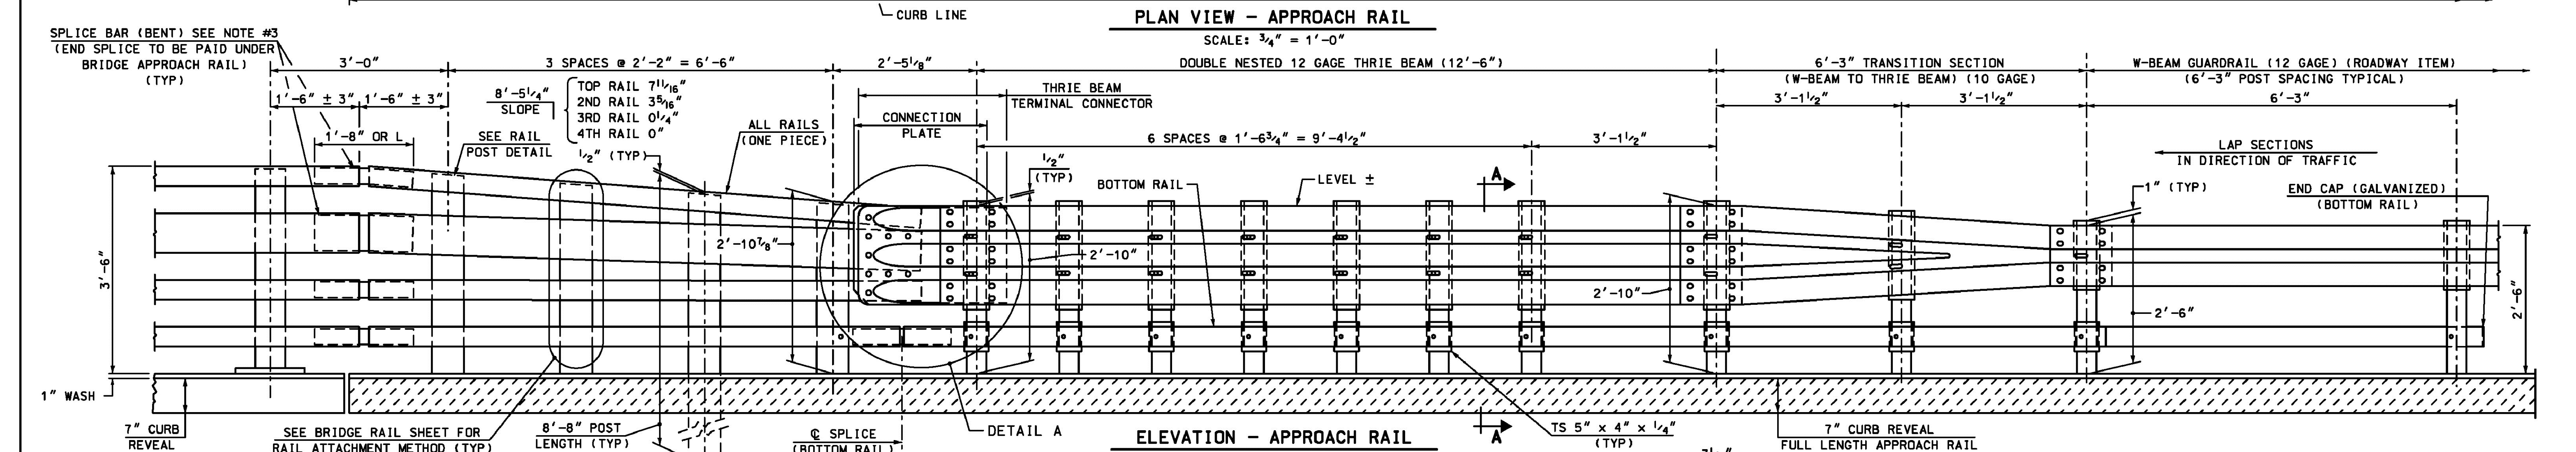 CURB LINE
PLAN VIEW - APPROACH RAIL
SCALE: 3/4" = 1'-0"
SPLICE BAR (BENT) SEE NOTE #3
(END SPLICE TO BE PAID UNDER
BRIDGE APPROACH RAIL)
(TYP)
3'-0"
3 SPACES @ 2'-2" = 6'-6"
2'-5 1/8"
DOUBLE NESTED 12 GAGE THRIE BEAM (12'-6")
6'-3" TRANSITION SECTION
(W-BEAM TO THRIE BEAM) (10 GAGE)
W-BEAM GUARDRAIL (12 GAGE) (ROADWAY ITEM)
(6'-3" POST SPACING TYPICAL)
1'-6" ± 3"
1'-6" ± 3"
8'-5 1/4"
SLOPE
TOP RAIL 7 11/16"
2ND RAIL 3 5/16"
3RD RAIL 0 1/4"
4TH RAIL 0"
THRIE BEAM
TERMINAL CONNECTOR
3'-1 1/2"
3'-1 1/2"
6'-3"
1'-8" OR L
SEE RAIL
POST DETAIL
1/2" (TYP)
ALL RAILS
(ONE PIECE)
CONNECTION
PLATE
6 SPACES @ 1'-6 3/4" = 9'-4 1/2"
3'-1 1/2"
LAP SECTIONS
IN DIRECTION OF TRAFFIC
1/2"
(TYP)
BOTTOM RAIL
LEVEL ±
A
1" (TYP)
END CAP (GALVANIZED)
(BOTTOM RAIL)
3'-6"
2'-10 7/8"
2'-10"
2'-10"
2'-6"
2'-6"
1" WASH
7" CURB
REVEAL
SEE BRIDGE RAIL SHEET FOR
RAIL ATTACHMENT METHOD (TYP)
8'-8" POST
LENGTH (TYP)
℄ SPLICE
(BOTTOM RAIL)
DETAIL A
ELEVATION - APPROACH RAIL
A
TS 5" x 4" x 1/4"
(TYP)
7" CURB REVEAL
FULL LENGTH APPROACH RAIL